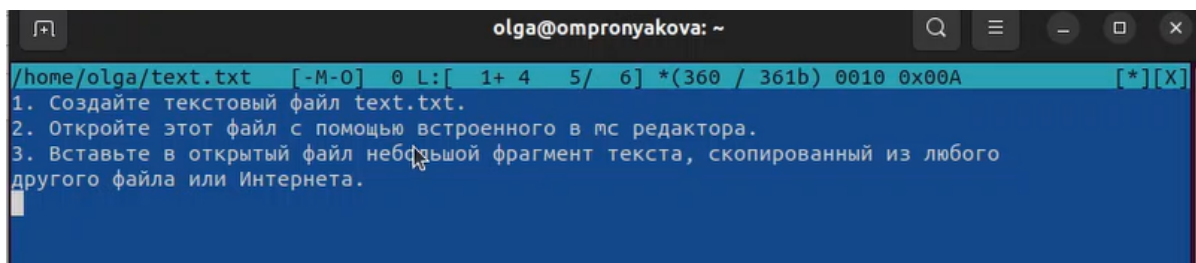 olga@ompronyakova: ~
/home/olga/text.txt [-M-O] 0 L:[ 1+ 4 5/ 6] *(360 / 361b) 0010 0x00A [*][X]
1. Создайте текстовый файл text.txt.
2. Откройте этот файл с помощью встроенного в mc редактора.
3. Вставьте в открытый файл небольшой фрагмент текста, скопированный из любого
другого файла или Интернета.